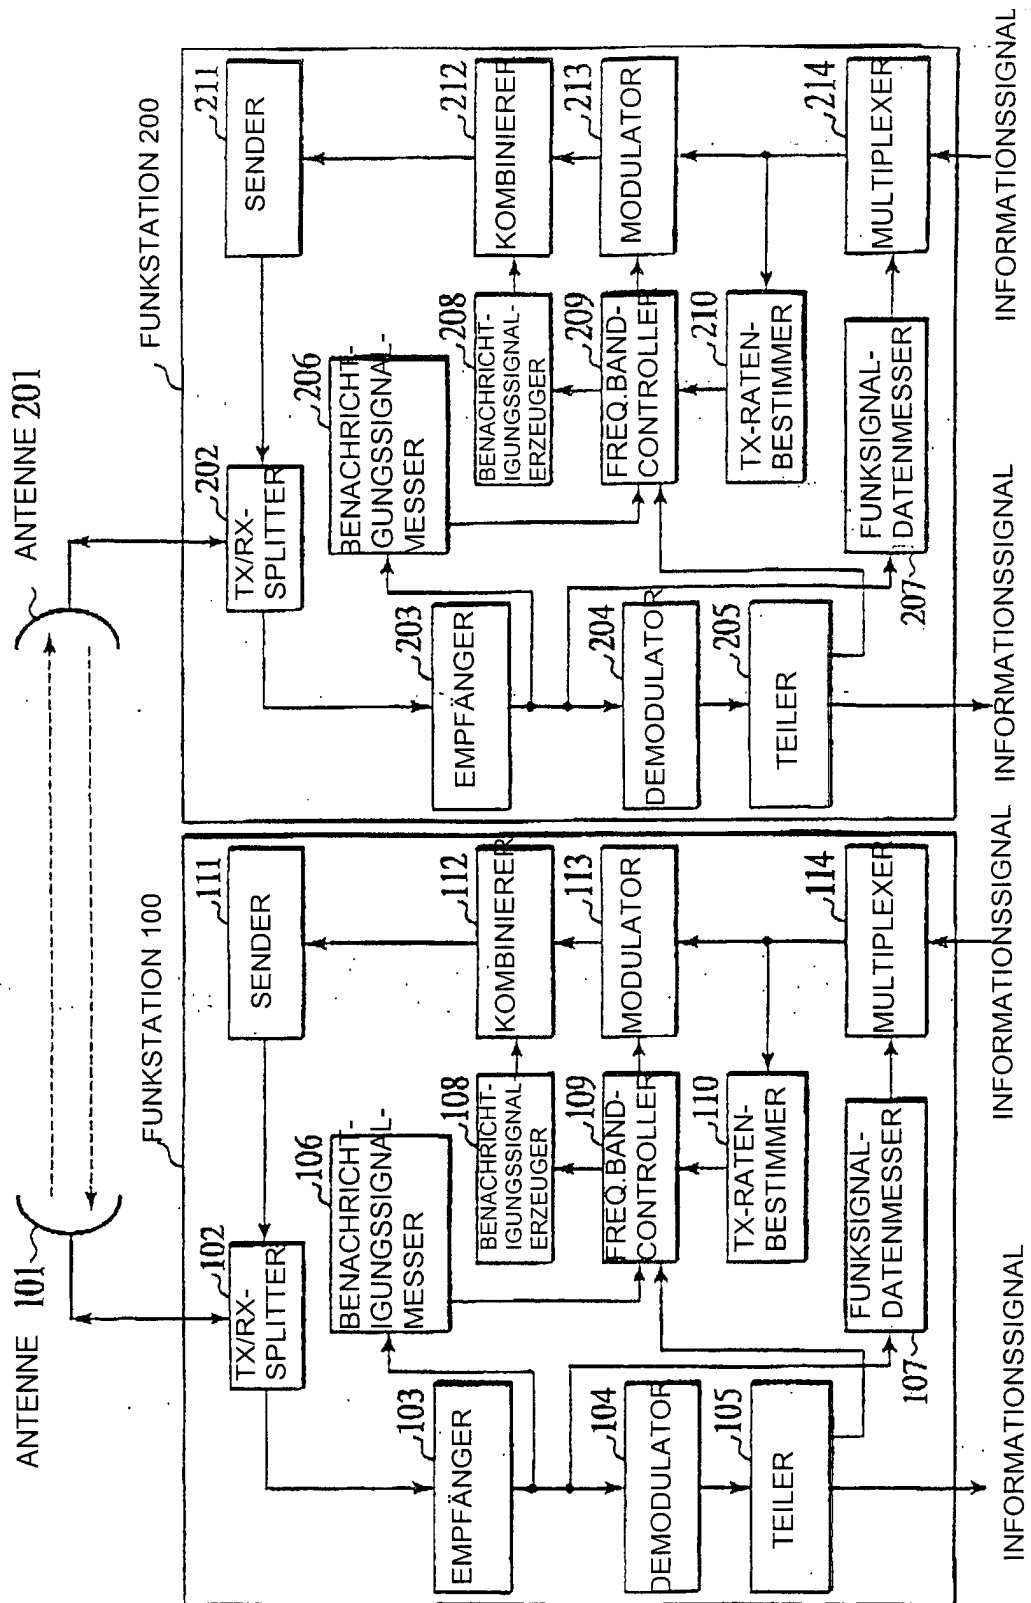 ANTENNE 101
ANTENNE 201
FUNKSTATION 100
102
TX/RX-
SPLITTER
111
SENDER
103
EMPFÄNGER
106
BENACHRICHT-
IGUNGSSIGNAL-
MESSER
108
BENACHRICHT-
IGUNGSSIGNAL
ERZEUGER
112
KOMBINIERER
104
DEMODULATOR
109
FREQ.BAND-
CONTROLLER
113
MODULATOR
105
TEILER
110
TX-RATEN-
BESTIMMER
107
FUNKSIGNAL-
DATENMESSER
114
MULTIPLEXER
INFORMATIONSSIGNAL
INFORMATIONSSIGNAL
FUNKSTATION 200
202
TX/RX-
SPLITTER
211
SENDER
203
EMPFÄNGER
206
BENACHRICHT-
IGUNGSSIGNAL-
MESSER
208
BENACHRICHT-
IGUNGSSIGNAL-
ERZEUGER
212
KOMBINIERER
204
DEMODULATOR
209
FREQ.BAND-
CONTROLLER
213
MODULATOR
205
TEILER
210
TX-RATEN-
BESTIMMER
207
FUNKSIGNAL-
DATENMESSER
214
MULTIPLEXER
INFORMATIONSSIGNAL
INFORMATIONSSIGNAL